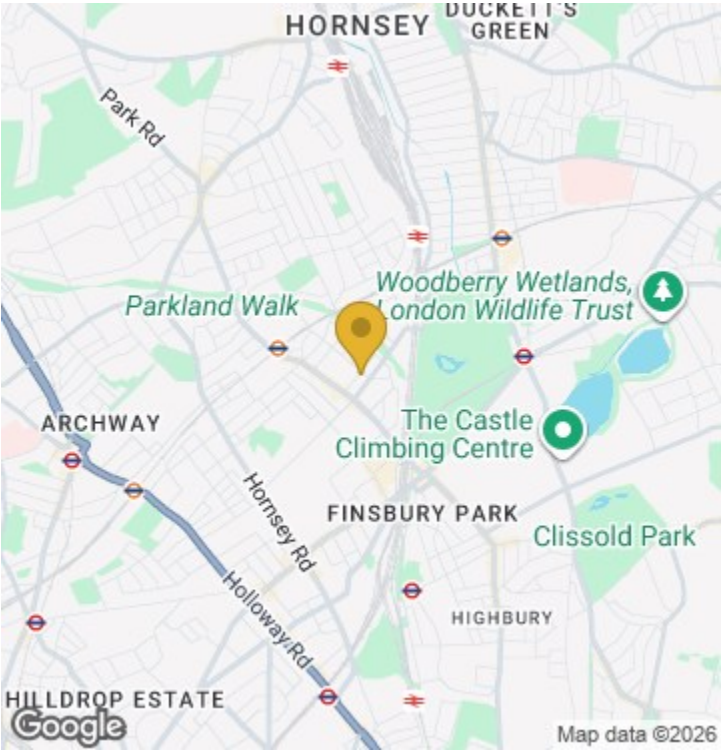 HORNSEY
DUCKETT'S
GREEN
Park Rd
Parkland Walk
Woodberry Wetlands,
London Wildlife Trust
ARCHWAY
The Castle
Climbing Centre
Hornsey Rd
FINSBURY PARK
Clissold Park
Holloway Rd
HIGHBURY
HILLDROP ESTATE
Google
Map data ©2026